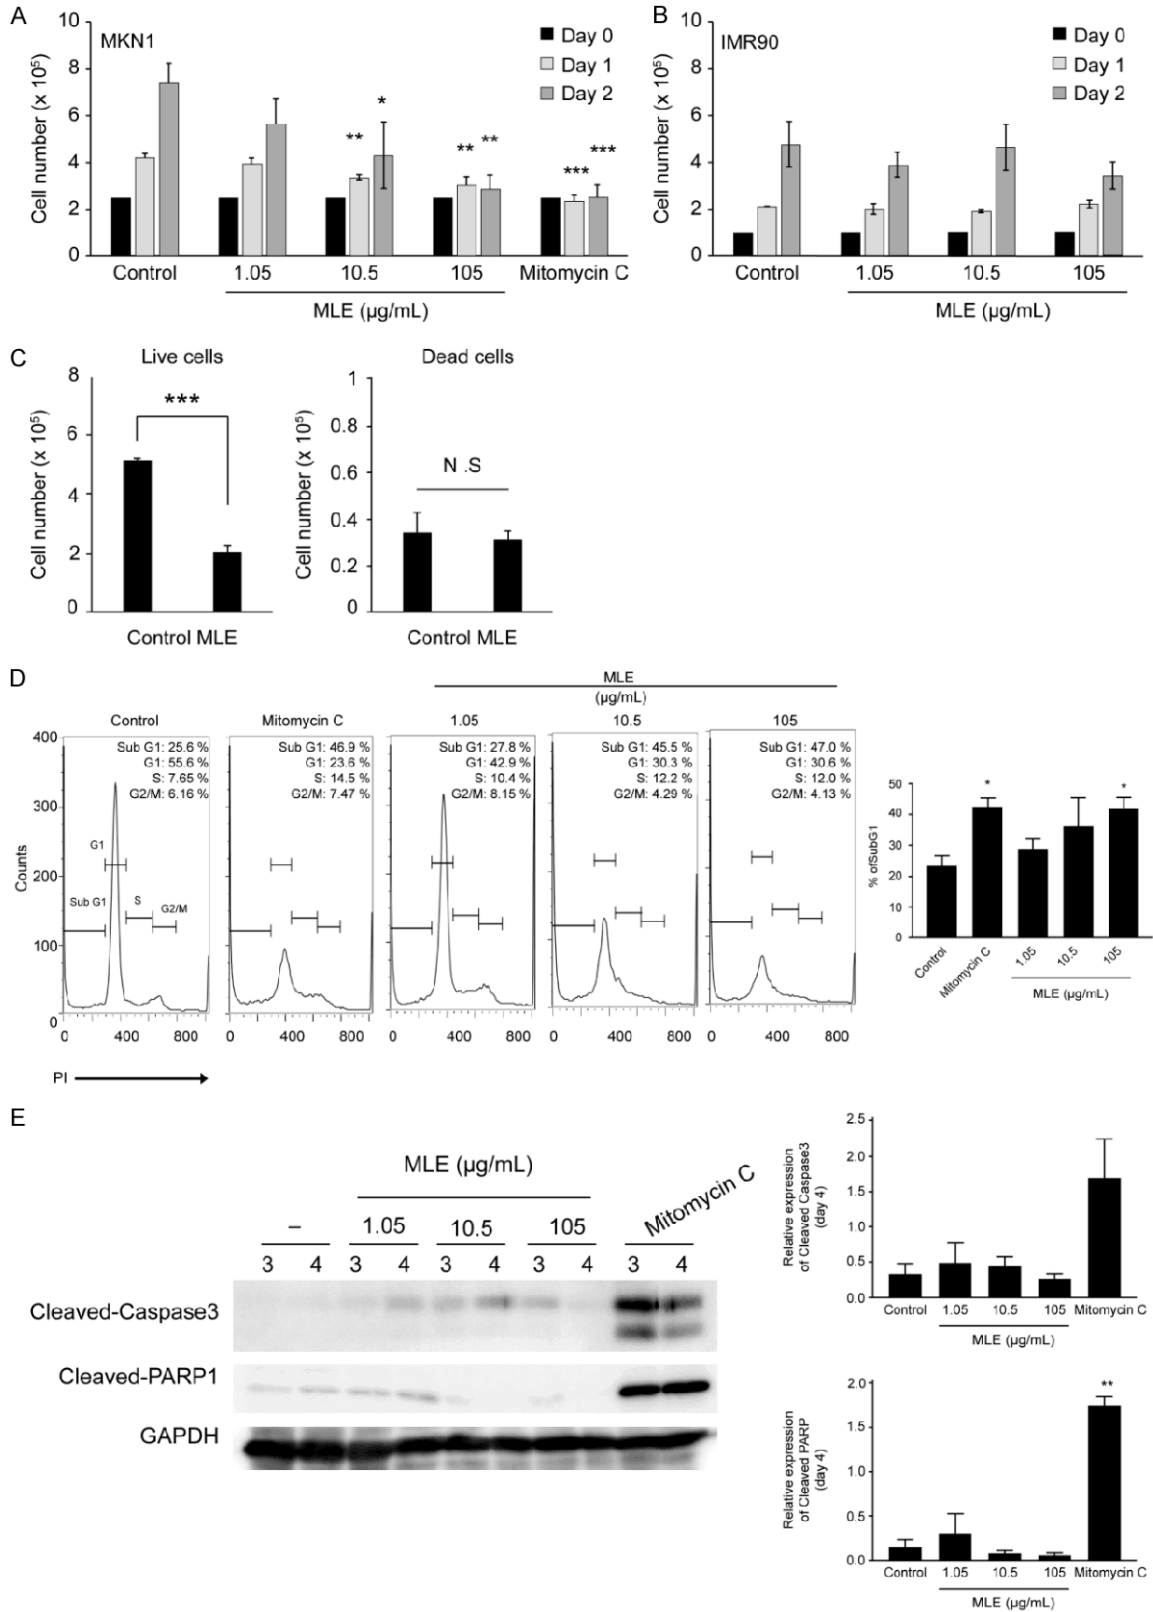 A
MKN1
Cell number (x 10⁵)
10
8
6
4
2
0
Day 0
Day 1
Day 2
**
*
**
**
***
***
Control
1.05
10.5
105
Mitomycin C
MLE (µg/mL)
B
IMR90
Cell number (x 10⁵)
10
8
6
4
2
0
Day 0
Day 1
Day 2
Control
1.05
10.5
105
MLE (µg/mL)
C
Live cells
Cell number (x 10⁵)
8
6
4
2
0
***
Control MLE
Dead cells
Cell number (x 10⁵)
1
0.8
0.6
0.4
0.2
0
N .S
Control MLE
D
MLE
(µg/mL)
Control
Mitomycin C
1.05
10.5
105
Counts
400
300
200
100
0
Sub G1: 25.6 %
G1: 55.6 %
S: 7.65 %
G2/M: 6.16 %
G1
Sub G1
S
G2/M
Sub G1: 46.9 %
G1: 23.6 %
S: 14.5 %
G2/M: 7.47 %
Sub G1: 27.8 %
G1: 42.9 %
S: 10.4 %
G2/M: 8.15 %
Sub G1: 45.5 %
G1: 30.3 %
S: 12.2 %
G2/M: 4.29 %
Sub G1: 47.0 %
G1: 30.6 %
S: 12.0 %
G2/M: 4.13 %
400 800
0 400 800
0 400 800
0 400 800
0 400 800
PI
% ofSubG1
50
40
30
20
10
0
*
*
Control
Mitomycin C
1.05
10.5
105
MLE (µg/mL)
E
MLE (µg/mL)
–
1.05
10.5
105
Mitomycin C
3 4 3 4 3 4 3 4 3 4
Cleaved-Caspase3
Cleaved-PARP1
GAPDH
Relative expression
of Cleaved Caspase3
(day 4)
2.5
2.0
1.5
1.0
0.5
0.0
Control
1.05
10.5
105
Mitomycin C
MLE (µg/mL)
Relative expression
of Cleaved PARP
(day 4)
2.0
1.5
1.0
0.5
0.0
**
Control
1.05
10.5
105
Mitomycin C
MLE (µg/mL)